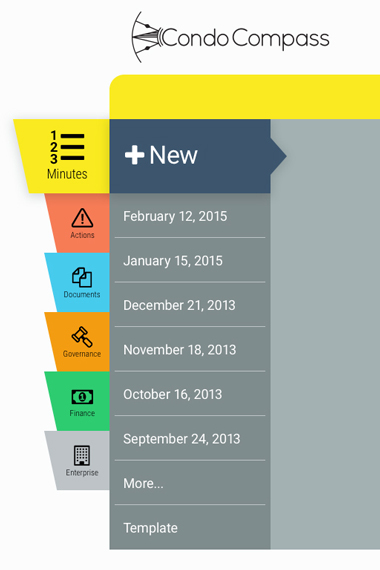 Condo Compass
1
2
3
Minutes
Actions
Documents
Governance
Finance
Enterprise
New
February 12, 2015
January 15, 2015
December 21, 2013
November 18, 2013
October 16, 2013
September 24, 2013
More...
Template